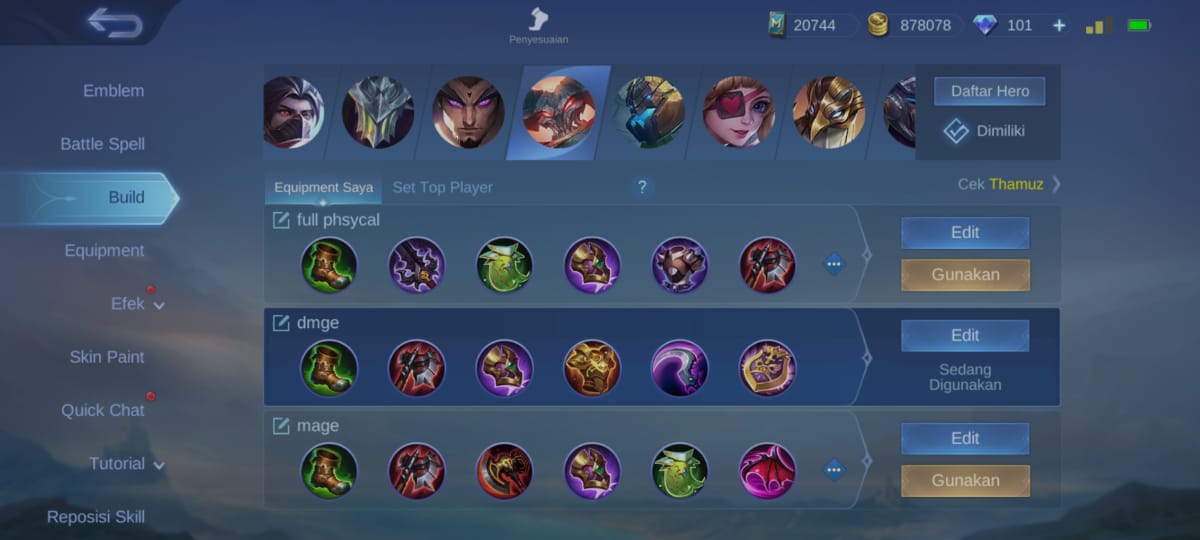 Penyesuaian
20744
878078
101
+
Emblem
Battle Spell
Build
Equipment
Efek
Skin Paint
Quick Chat
Tutorial
Reposisi Skill
Daftar Hero
Dimiliki
Equipment Saya
Set Top Player
?
Cek Thamuz
full phsycal
Edit
Gunakan
dmge
Edit
Sedang
Digunakan
mage
Edit
Gunakan